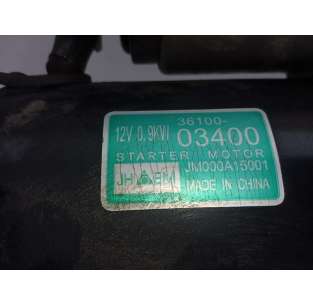 36100-
12V 0.9KW
03400
STARTER MOTOR
JM000A15001
MADE IN CHINA